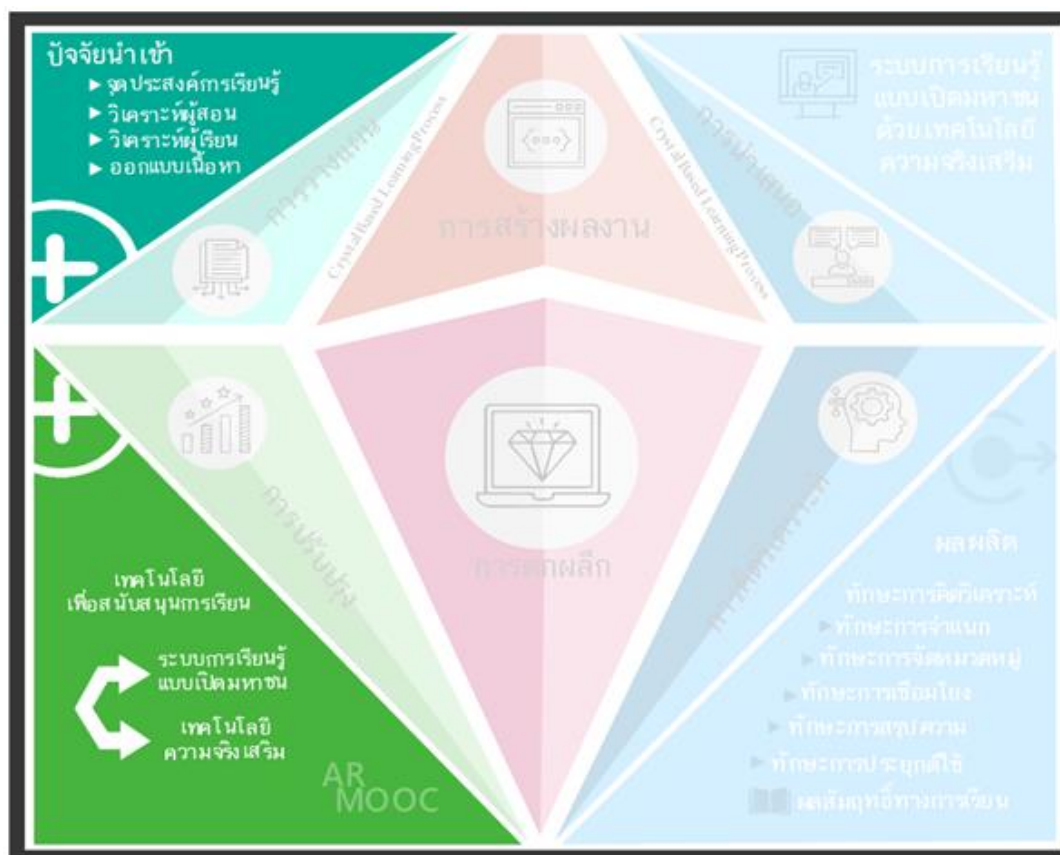 ปัจจัยนำเข้า
▶ จุดประสงค์การเรียนรู้
▶ วิเคราะห์ผู้สอน
▶ วิเคราะห์ผู้เรียน
▶ ออกแบบเนื้อหา
การวางแผน
Crystal Based Learning Process
การสร้างผลงาน
Crystal Based Learning Process
การนำเสนอ
ระบบการเรียนรู้
แบบเปิดมหาชน
ด้วยเทคโนโลยี
ความจริงเสริม
การปรับปรุง
การตกผลึก
การคิดวิเคราะห์
เทคโนโลยี
เพื่อสนับสนุนการเรียน
ระบบการเรียนรู้
แบบเปิดมหาชน
เทคโนโลยี
ความจริงเสริม
AR
MOOC
ผลผลิต
ทักษะการคิดวิเคราะห์
▶ ทักษะการจำแนก
▶ ทักษะการจัดหมวดหมู่
▶ ทักษะการเชื่อมโยง
▶ ทักษะการสรุปความ
▶ ทักษะการประยุกต์ใช้
ผลสัมฤทธิ์ทางการเรียน